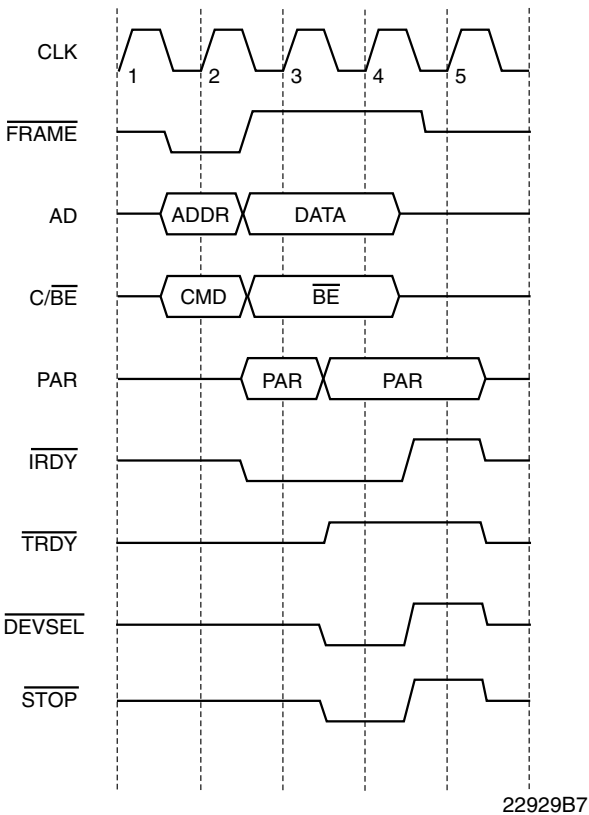 CLK
1 2 3 4 5
FRAME
AD ADDR DATA
C/BE CMD BE
PAR PAR PAR
IRDY
TRDY
DEVSEL
STOP
22929B7